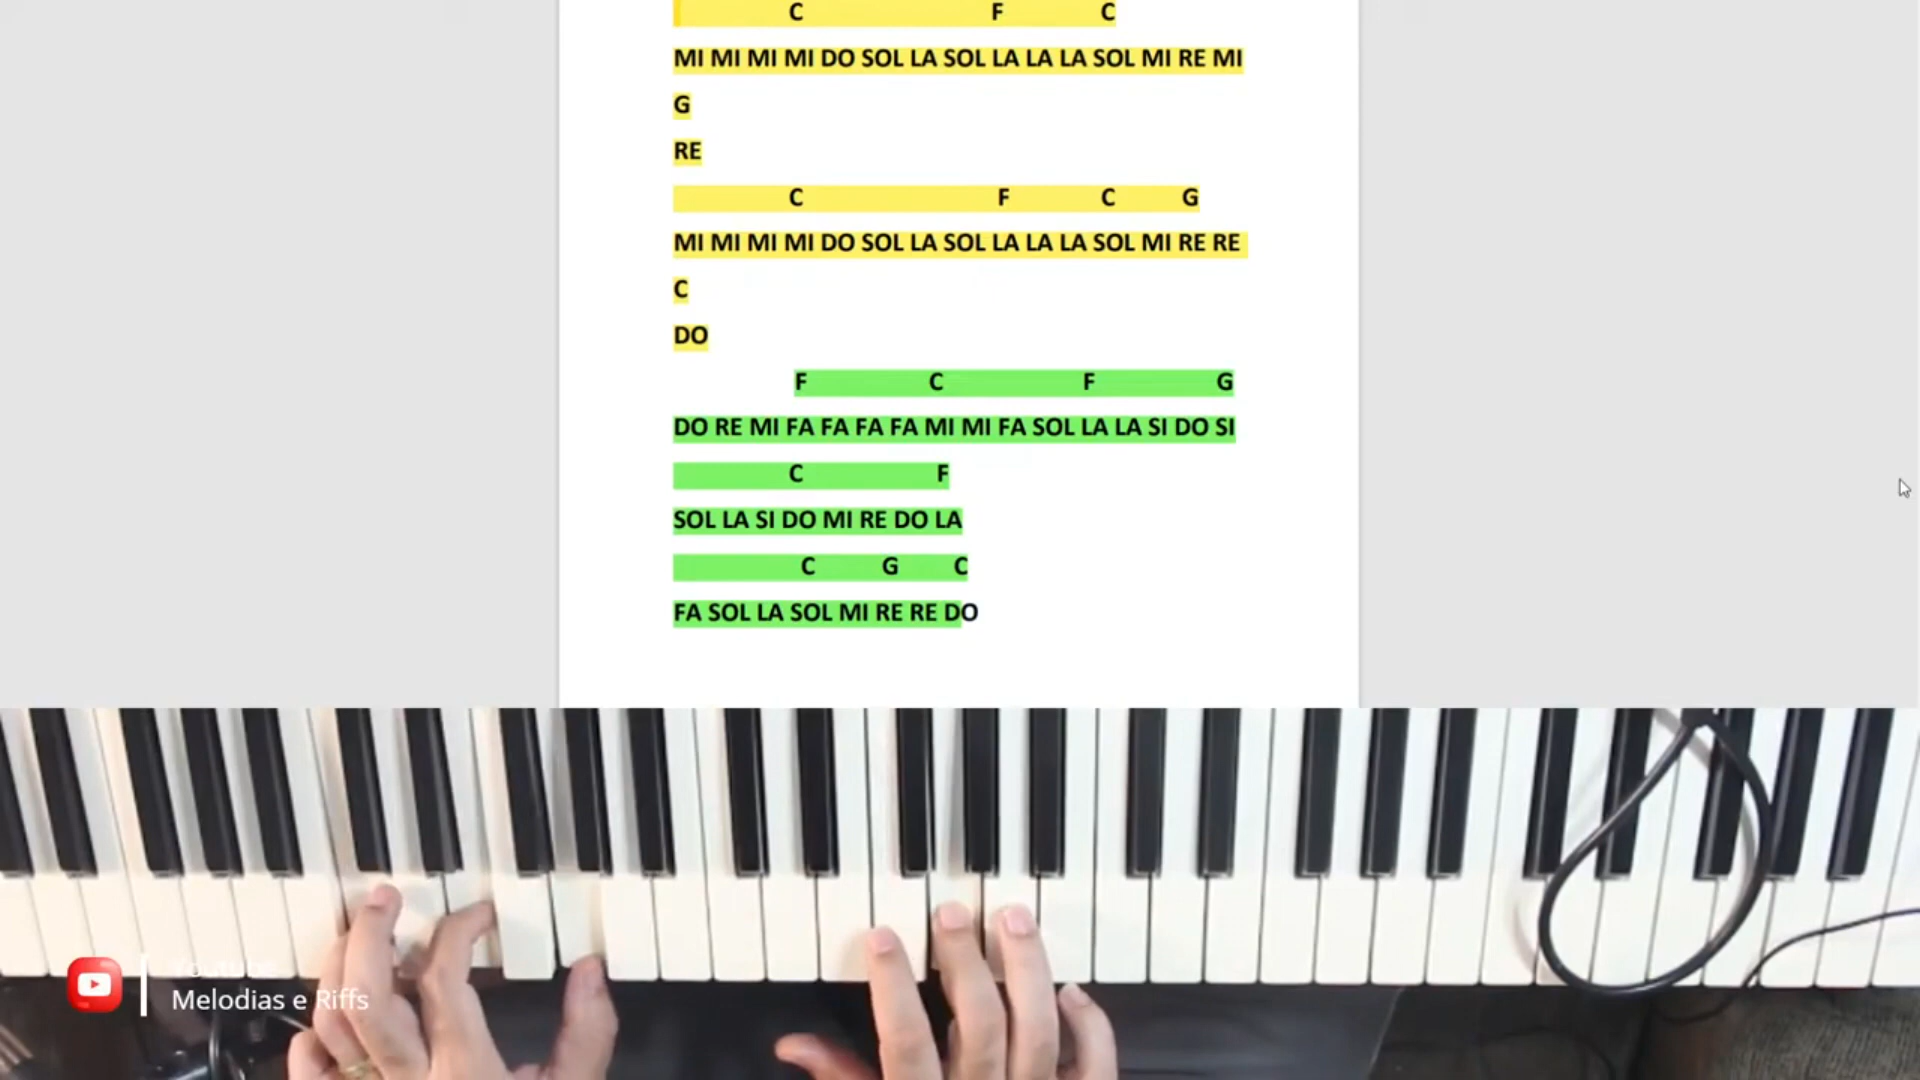 C F C
MI MI MI MI DO SOL LA SOL LA LA LA SOL MI RE MI
G
RE
C F C G
MI MI MI MI DO SOL LA SOL LA LA LA SOL MI RE RE
C
DO
F C F G
DO RE MI FA FA FA FA MI MI FA SOL LA LA SI DO SI
C F
SOL LA SI DO MI RE DO LA
C G C
FA SOL LA SOL MI RE RE DO
Youtube
Melodias e Riffs